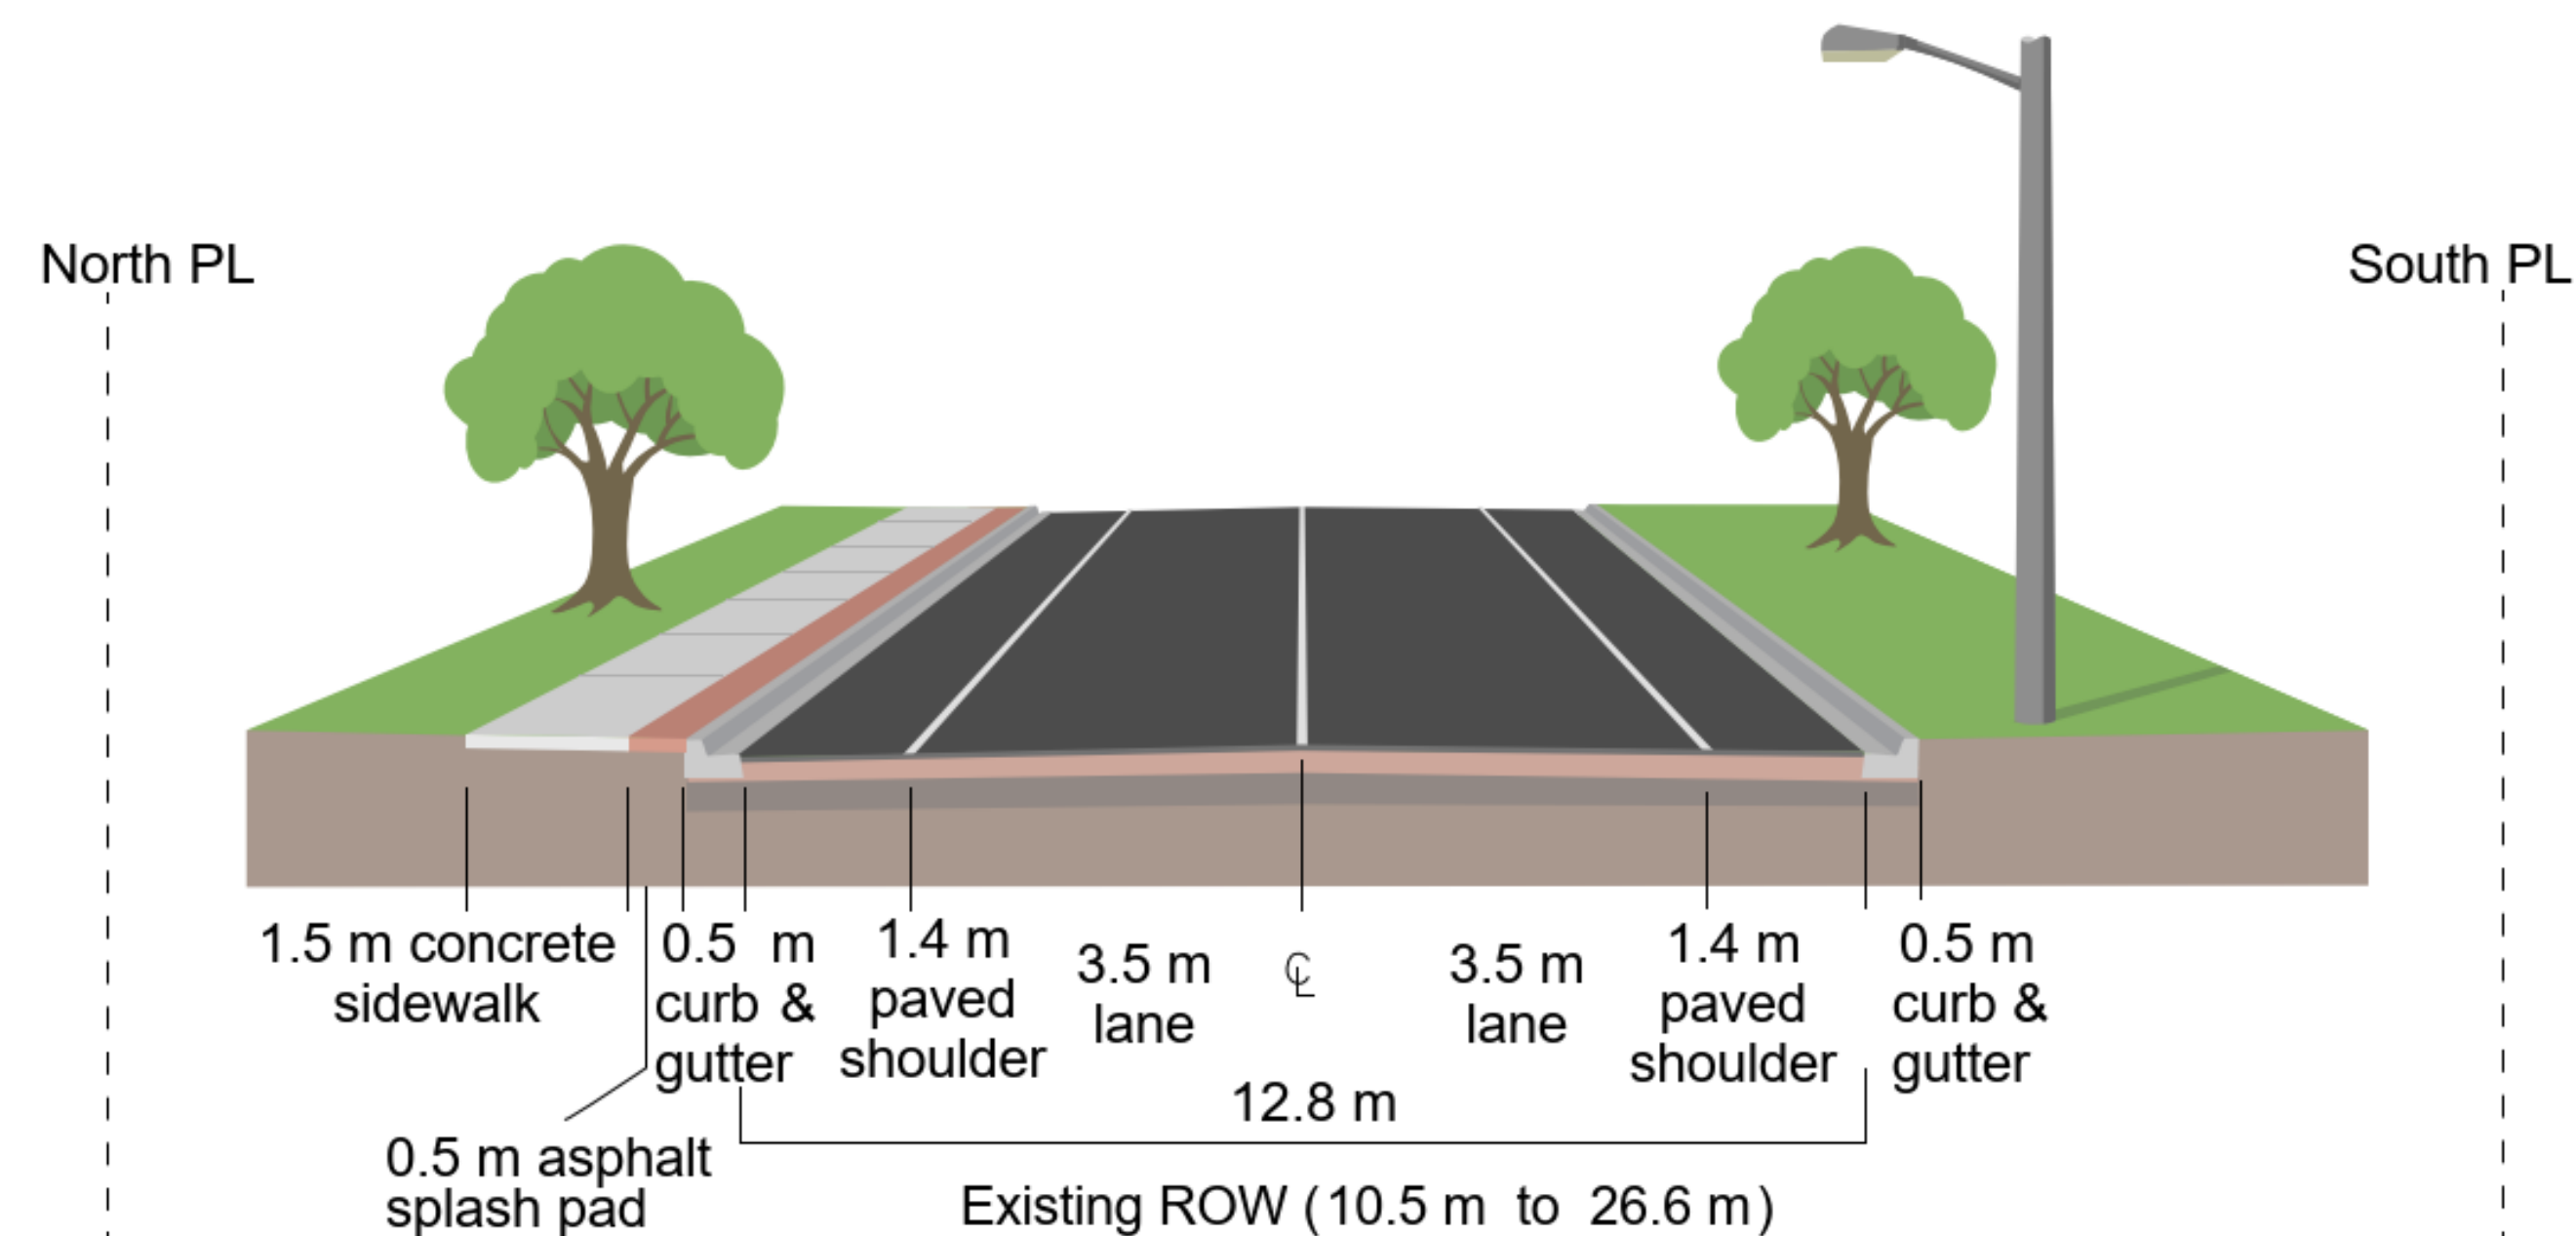 North PL
South PL
1.5 m concrete
sidewalk
0.5 m
curb &
gutter
1.4 m
paved
shoulder
3.5 m
lane
℄
3.5 m
lane
1.4 m
paved
shoulder
0.5 m
curb &
gutter
12.8 m
0.5 m asphalt
splash pad
Existing ROW (10.5 m to 26.6 m)